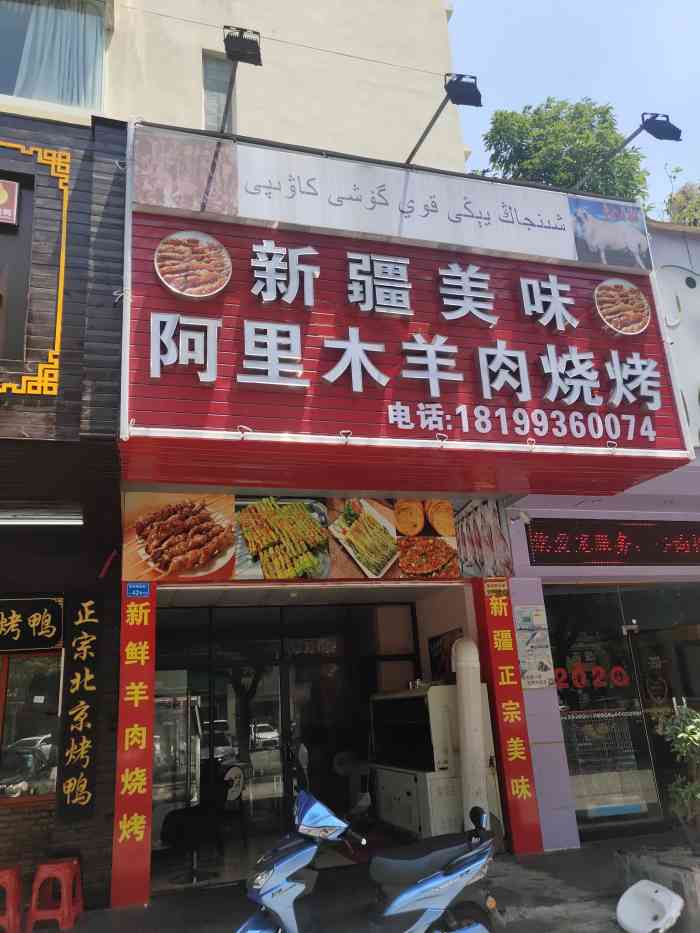 شىنجاڭ يېڭى قوي گۆشى كاۋىپى
新疆美味
阿里木羊肉烧烤
电话:18199360074
新鲜羊肉烧烤
新疆正宗美味
烤鸭
正宗北京烤鸭
2020